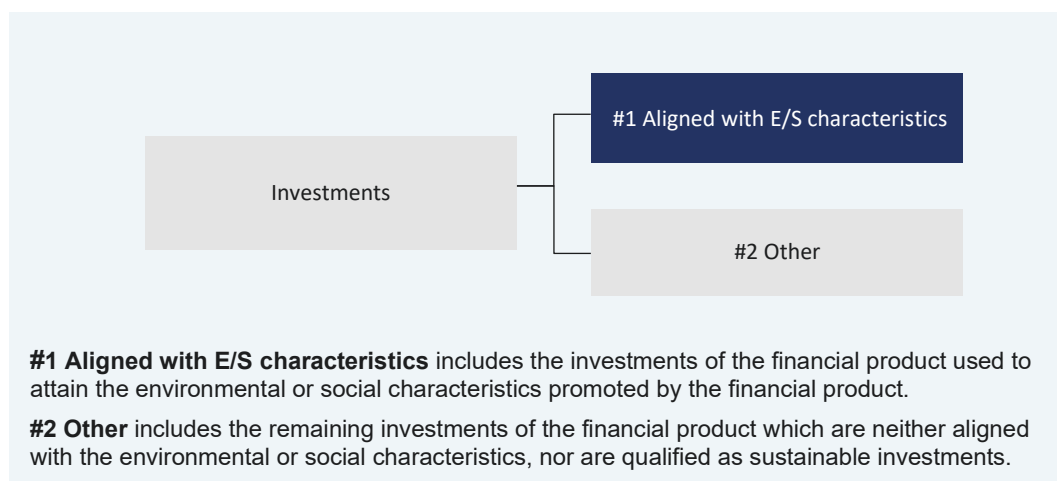 #1 Aligned with E/S characteristics
Investments
#2 Other
#1 Aligned with E/S characteristics includes the investments of the financial product used to
attain the environmental or social characteristics promoted by the financial product.
#2 Other includes the remaining investments of the financial product which are neither aligned
with the environmental or social characteristics, nor are qualified as sustainable investments.